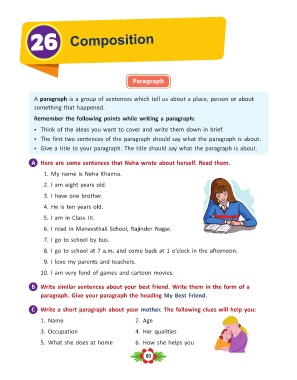 26 Composition
Paragraph
A paragraph is a group of sentences which tell us about a place, person or about
something that happened.
Remember the following points while writing a paragraph:
• Think of the ideas you want to cover and write them down in brief.
• The first two sentences of the paragraph should say what the paragraph is about.
• Give a title to your paragraph. The title should say what the paragraph is about.
A Here are some sentences that Neha wrote about herself. Read them.
1. My name is Neha Khanna.
2. I am eight years old.
3. I have one brother.
4. He is ten years old.
5. I am in Class III.
6. I read in Manavsthali School, Rajinder Nagar.
7. I go to school by bus.
8. I go to school at 7 a.m. and come back at 1 o'clock in the afternoon.
9. I love my parents and teachers.
10. I am very fond of games and cartoon movies.
B Write similar sentences about your best friend. Write them in the form of a
paragraph. Give your paragraph the heading My Best Friend.
C Write a short paragraph about your mother. The following clues will help you:
1. Name 2. Age
3. Occupation 4. Her qualities
5. What she does at home 6. How she helps you
80